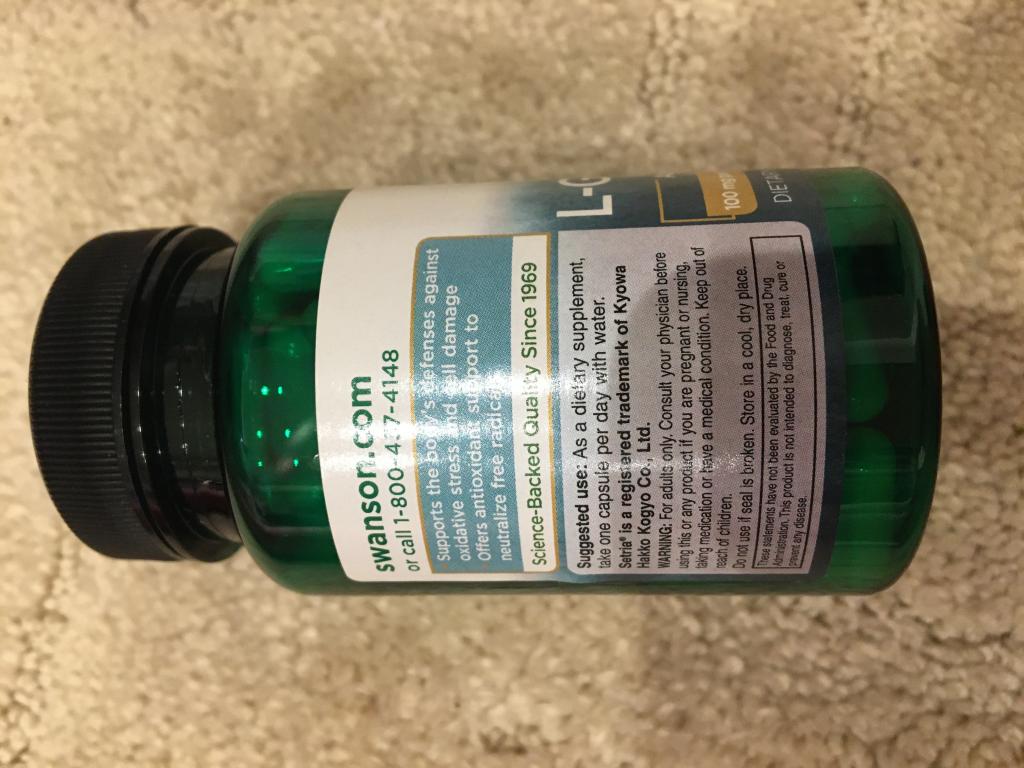 swanson.com
or call 1-800-437-4148
Supports the body's defenses against
oxidative stress and cell damage
Offers antioxidant support to
neutralize free radicals
Science-Backed Quality Since 1969
Suggested use: As a dietary supplement,
take one capsule per day with water.
Setria® is a registered trademark of Kyowa
Hakko Kogyo Co., Ltd.
WARNING: For adults only. Consult your physician before
using this or any product if you are pregnant or nursing,
taking medication or have a medical condition. Keep out of
reach of children.
Do not use if seal is broken. Store in a cool, dry place.
These statements have not been evaluated by the Food and Drug
Administration. This product is not intended to diagnose, treat, cure or
prevent any disease.
L-G
100 mg
DIETA